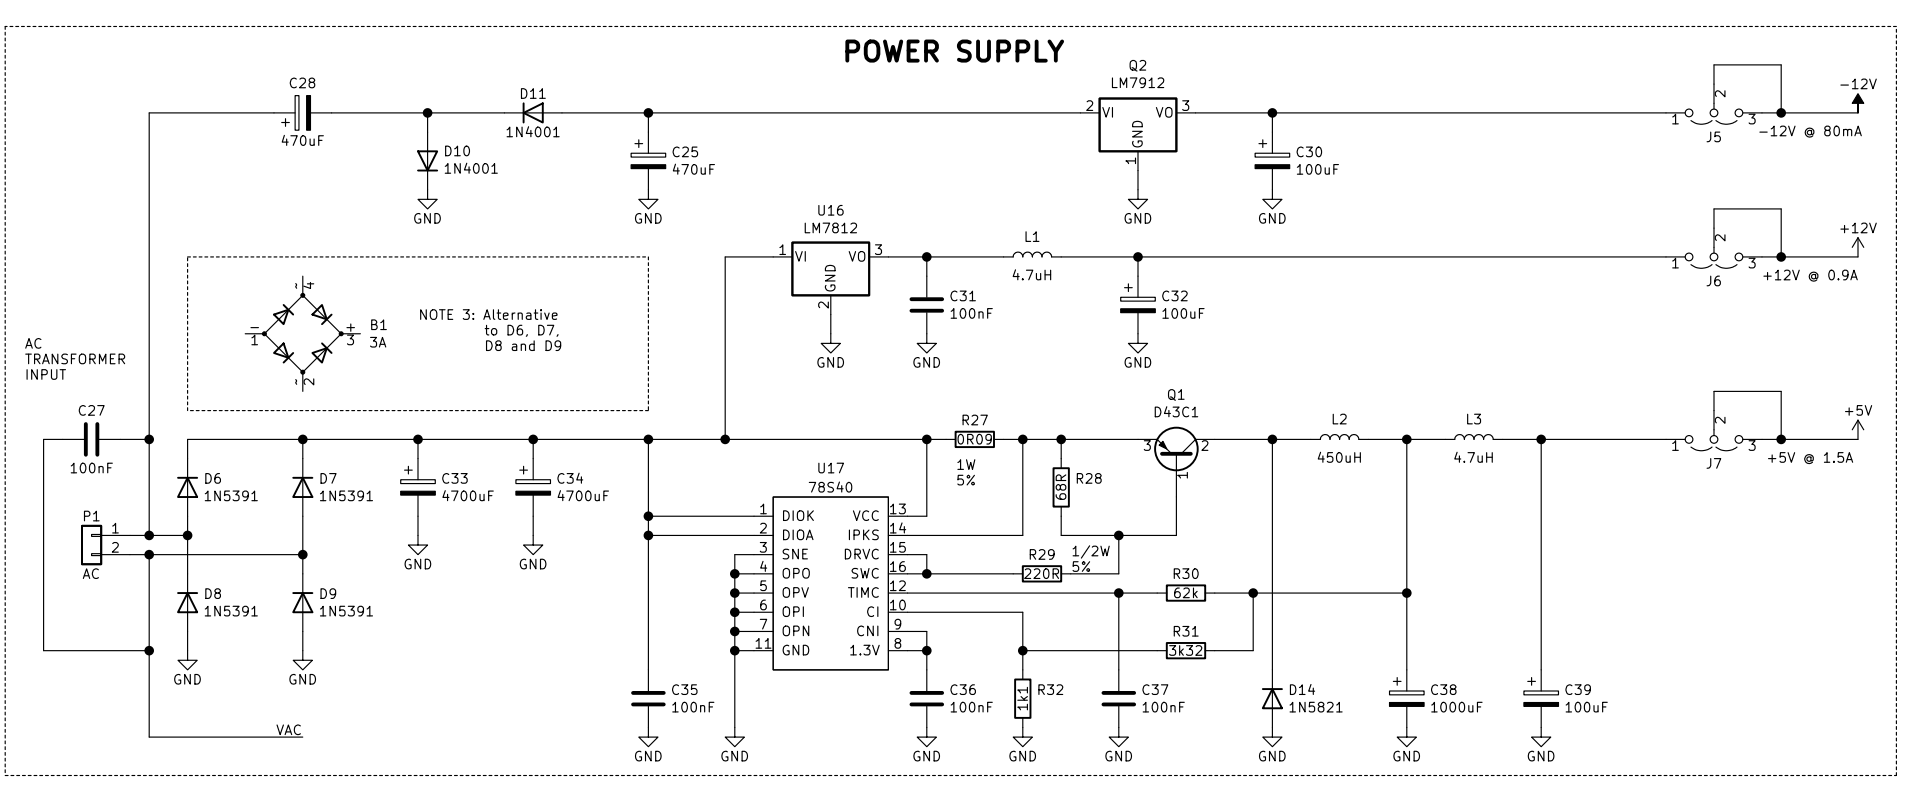 POWER SUPPLY
C28
+
470uF
D11
1N4001
D10
1N4001
GND
+
C25
470uF
GND
Q2
LM7912
2
VI
VO
3
GND
1
GND
+
C30
100uF
GND
1
2
3
J5
-12V
-12V @ 80mA
U16
LM7812
1
VI
VO
3
GND
2
GND
C31
100nF
GND
L1
4.7uH
+
C32
100uF
GND
1
2
3
J6
+12V
+12V @ 0.9A
~
4
-
1
+
3
~
2
B1
3A
NOTE 3: Alternative
to D6, D7,
D8 and D9
AC
TRANSFORMER
INPUT
C27
100nF
P1
1
2
AC
D6
1N5391
D7
1N5391
D8
1N5391
GND
D9
1N5391
GND
VAC
+
C33
4700uF
GND
+
C34
4700uF
GND
C35
100nF
GND
U17
78S40
1
DIOK
VCC
13
2
DIOA
IPKS
14
3
SNE
DRVC
15
4
OPO
SWC
16
5
OPV
TIMC
12
6
OPI
CI
10
7
OPN
CNI
9
11
GND
1.3V
8
GND
R27
0R09
1W
5%
68R
R28
R29
220R
1/2W
5%
Q1
D43C1
3
2
1
R30
62k
R31
3k32
C36
100nF
GND
1k1
R32
GND
C37
100nF
GND
D14
1N5821
GND
L2
450uH
L3
4.7uH
+
C38
1000uF
GND
+
C39
100uF
GND
1
2
3
J7
+5V
+5V @ 1.5A